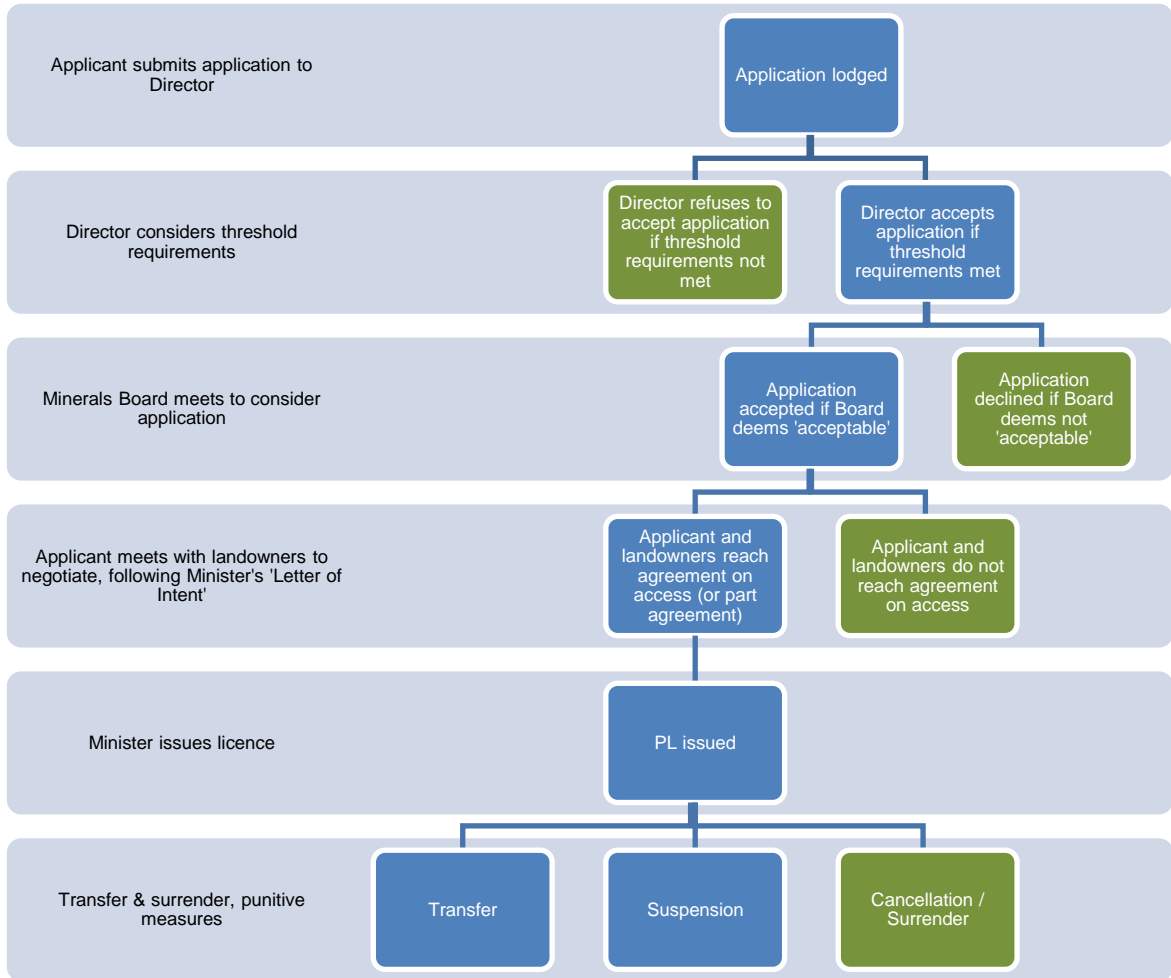 Applicant submits application to
Director
Application lodged
Director considers threshold
requirements
Director refuses to
accept application
if threshold
requirements not
met
Director accepts
application if
threshold
requirements met
Minerals Board meets to consider
application
Application
accepted if Board
deems 'acceptable'
Application
declined if Board
deems not
'acceptable'
Applicant meets with landowners to
negotiate, following Minister's 'Letter of
Intent'
Applicant and
landowners reach
agreement on
access (or part
agreement)
Applicant and
landowners do not
reach agreement
on access
Minister issues licence
PL issued
Transfer & surrender, punitive
measures
Transfer
Suspension
Cancellation /
Surrender